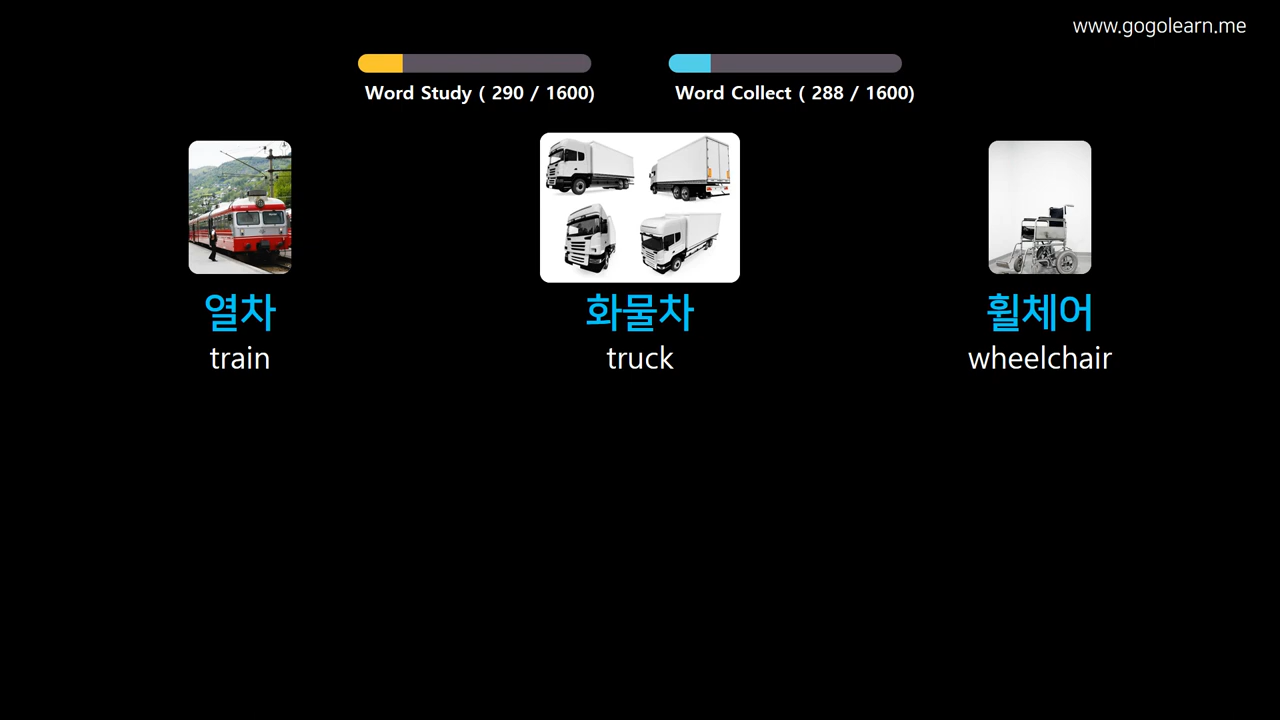 www.gogolearn.me
Word Study ( 290 / 1600)
Word Collect ( 288 / 1600)
열차
화물차
휠체어
train
truck
wheelchair